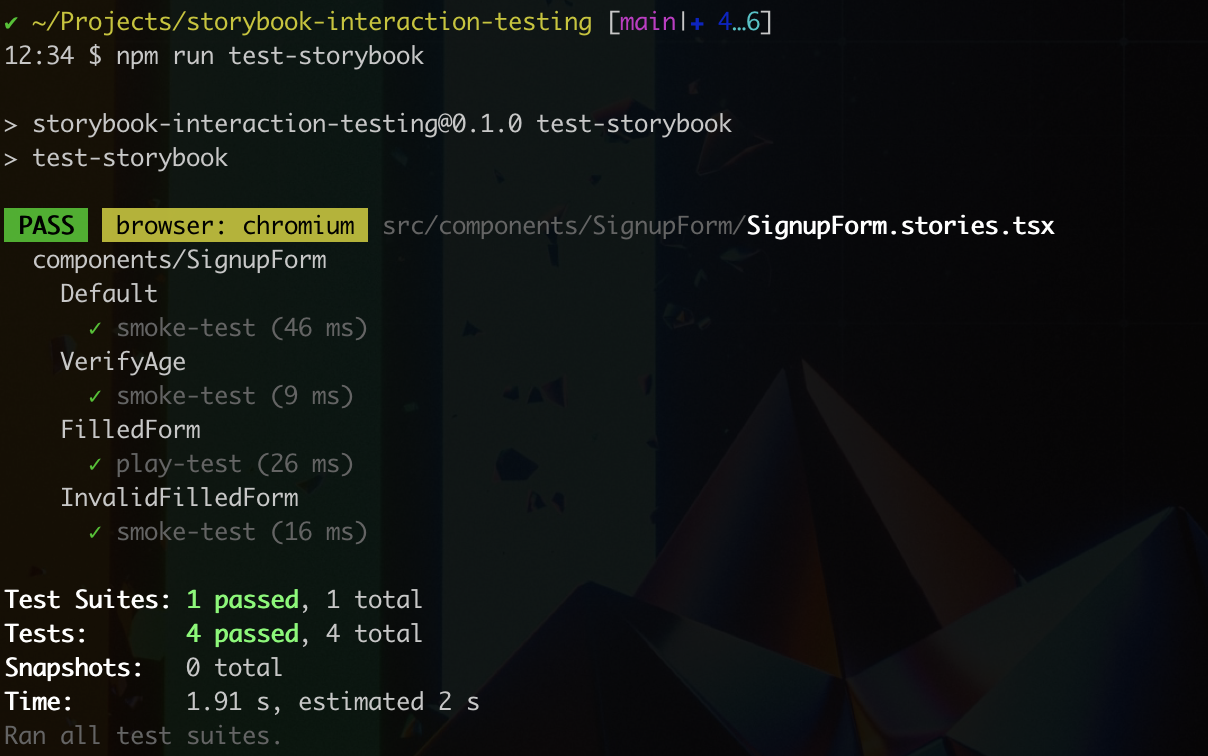 ✔ ~/Projects/storybook-interaction-testing [main|✚ 4…6]
12:34 $ npm run test-storybook
> storybook-interaction-testing@0.1.0 test-storybook
> test-storybook
PASS browser: chromium src/components/SignupForm/SignupForm.stories.tsx
components/SignupForm
Default
✓ smoke-test (46 ms)
VerifyAge
✓ smoke-test (9 ms)
FilledForm
✓ play-test (26 ms)
InvalidFilledForm
✓ smoke-test (16 ms)
Test Suites: 1 passed, 1 total
Tests: 4 passed, 4 total
Snapshots: 0 total
Time: 1.91 s, estimated 2 s
Ran all test suites.